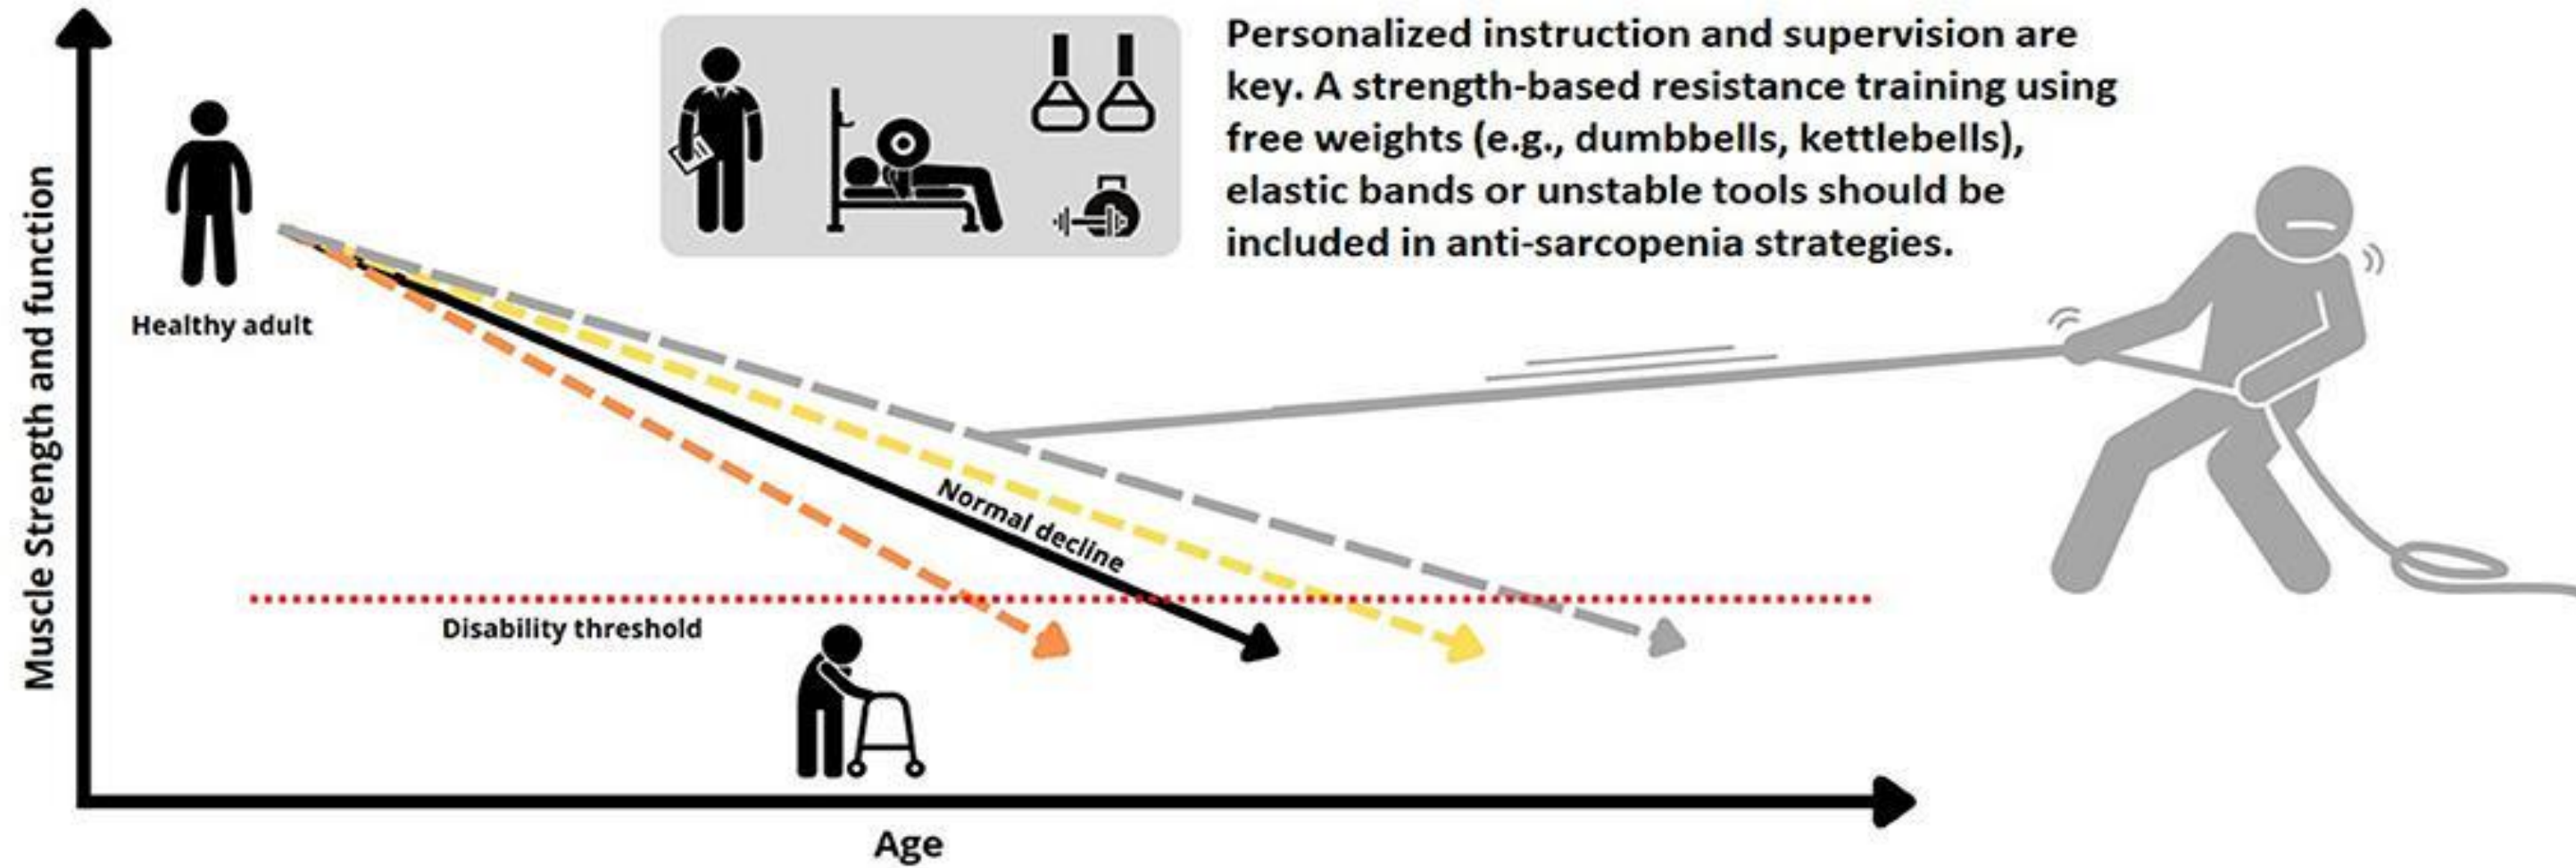 Personalized instruction and supervision are
key. A strength-based resistance training using
free weights (e.g., dumbbells, kettlebells),
elastic bands or unstable tools should be
included in anti-sarcopenia strategies.
Muscle Strength and function
Healthy adult
Normal decline
Disability threshold
Age